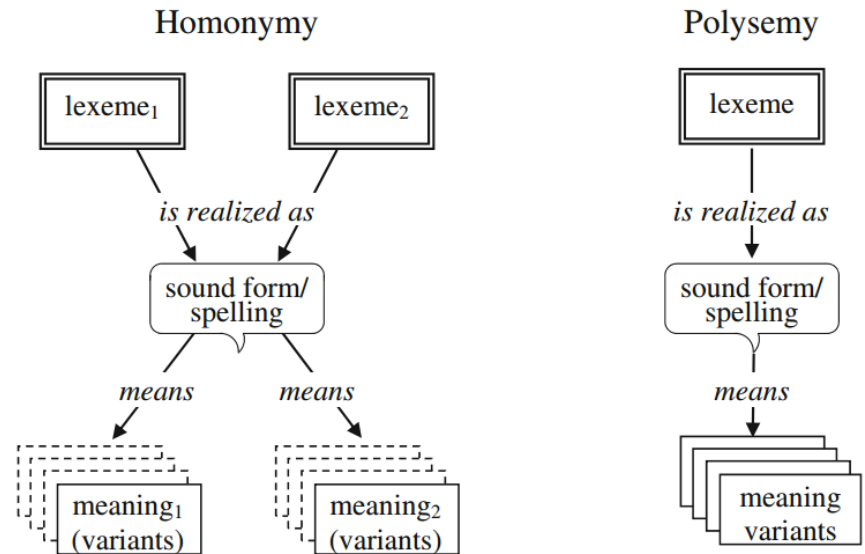 Homonymy
lexeme₁
lexeme₂
is realized as
sound form/
spelling
means
means
meaning₁
(variants)
meaning₂
(variants)
Polysemy
lexeme
is realized as
sound form/
spelling
means
meaning
variants